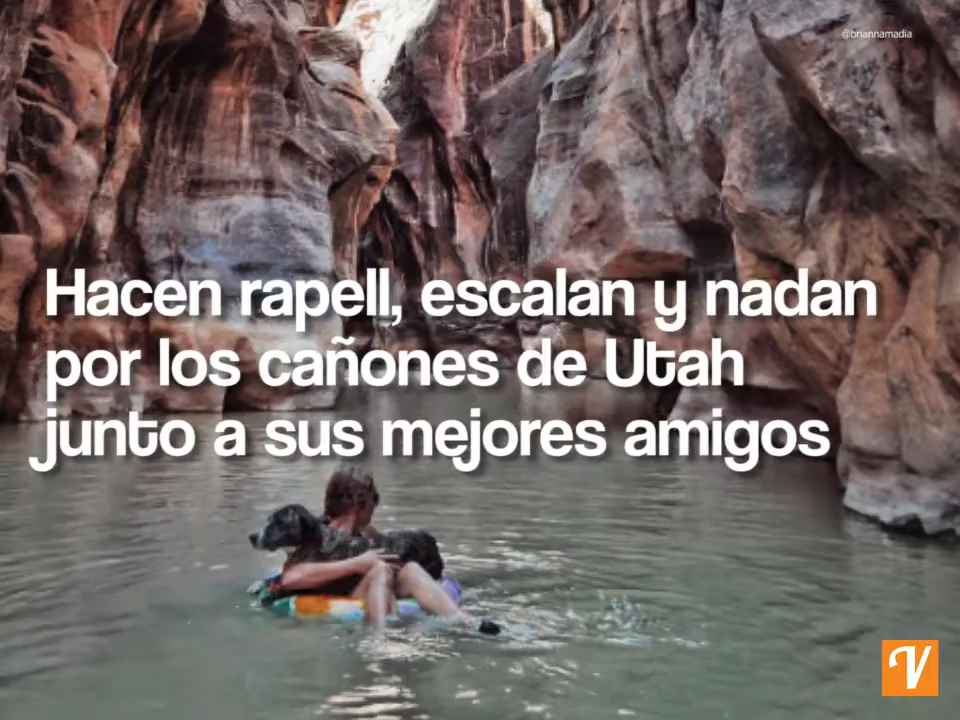 @briannamadia
Hacen rapell, escalan y nadan
por los cañones de Utah
junto a sus mejores amigos
V